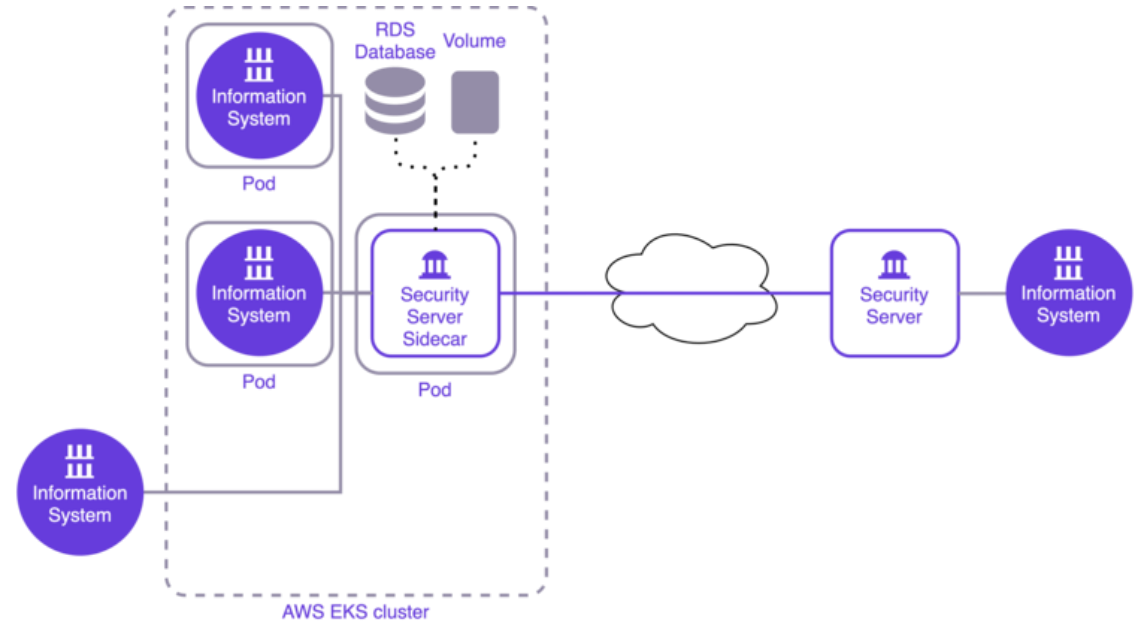 RDS
Database
Volume
Information
System
Pod
Information
System
Pod
Security
Server
Sidecar
Pod
Security
Server
Information
System
Information
System
AWS EKS cluster